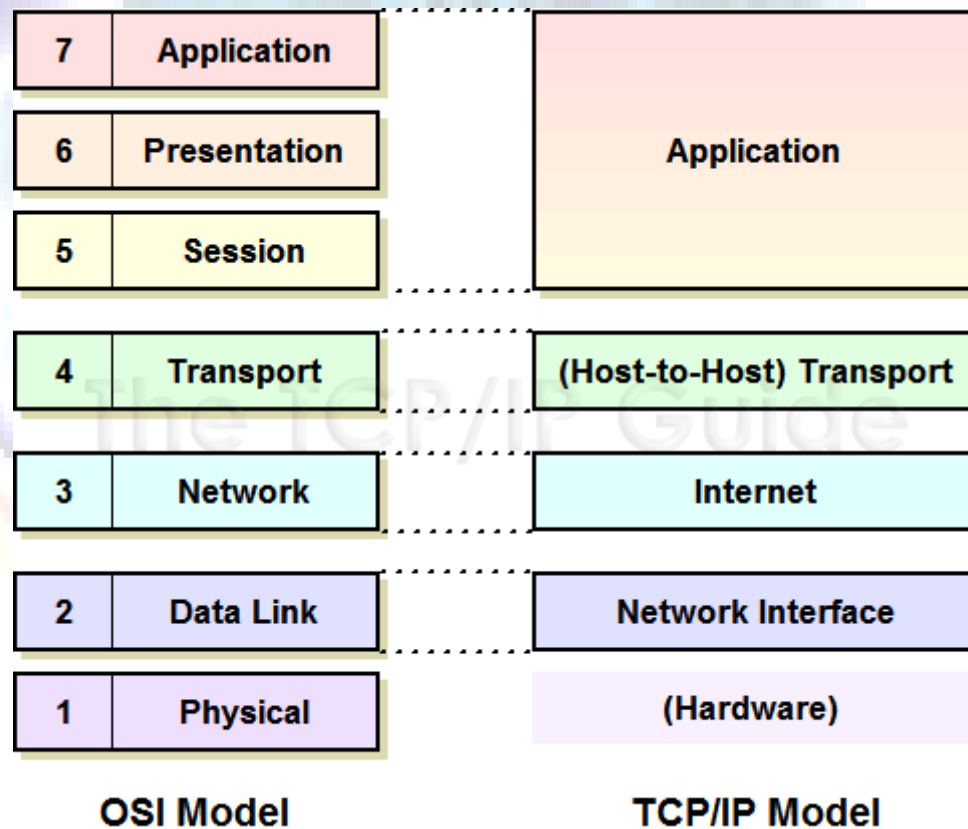 7 Application
6 Presentation
5 Session
Application
4 Transport
(Host-to-Host) Transport
3 Network
Internet
2 Data Link
Network Interface
1 Physical
(Hardware)
The TCP/IP Guide
OSI Model
TCP/IP Model